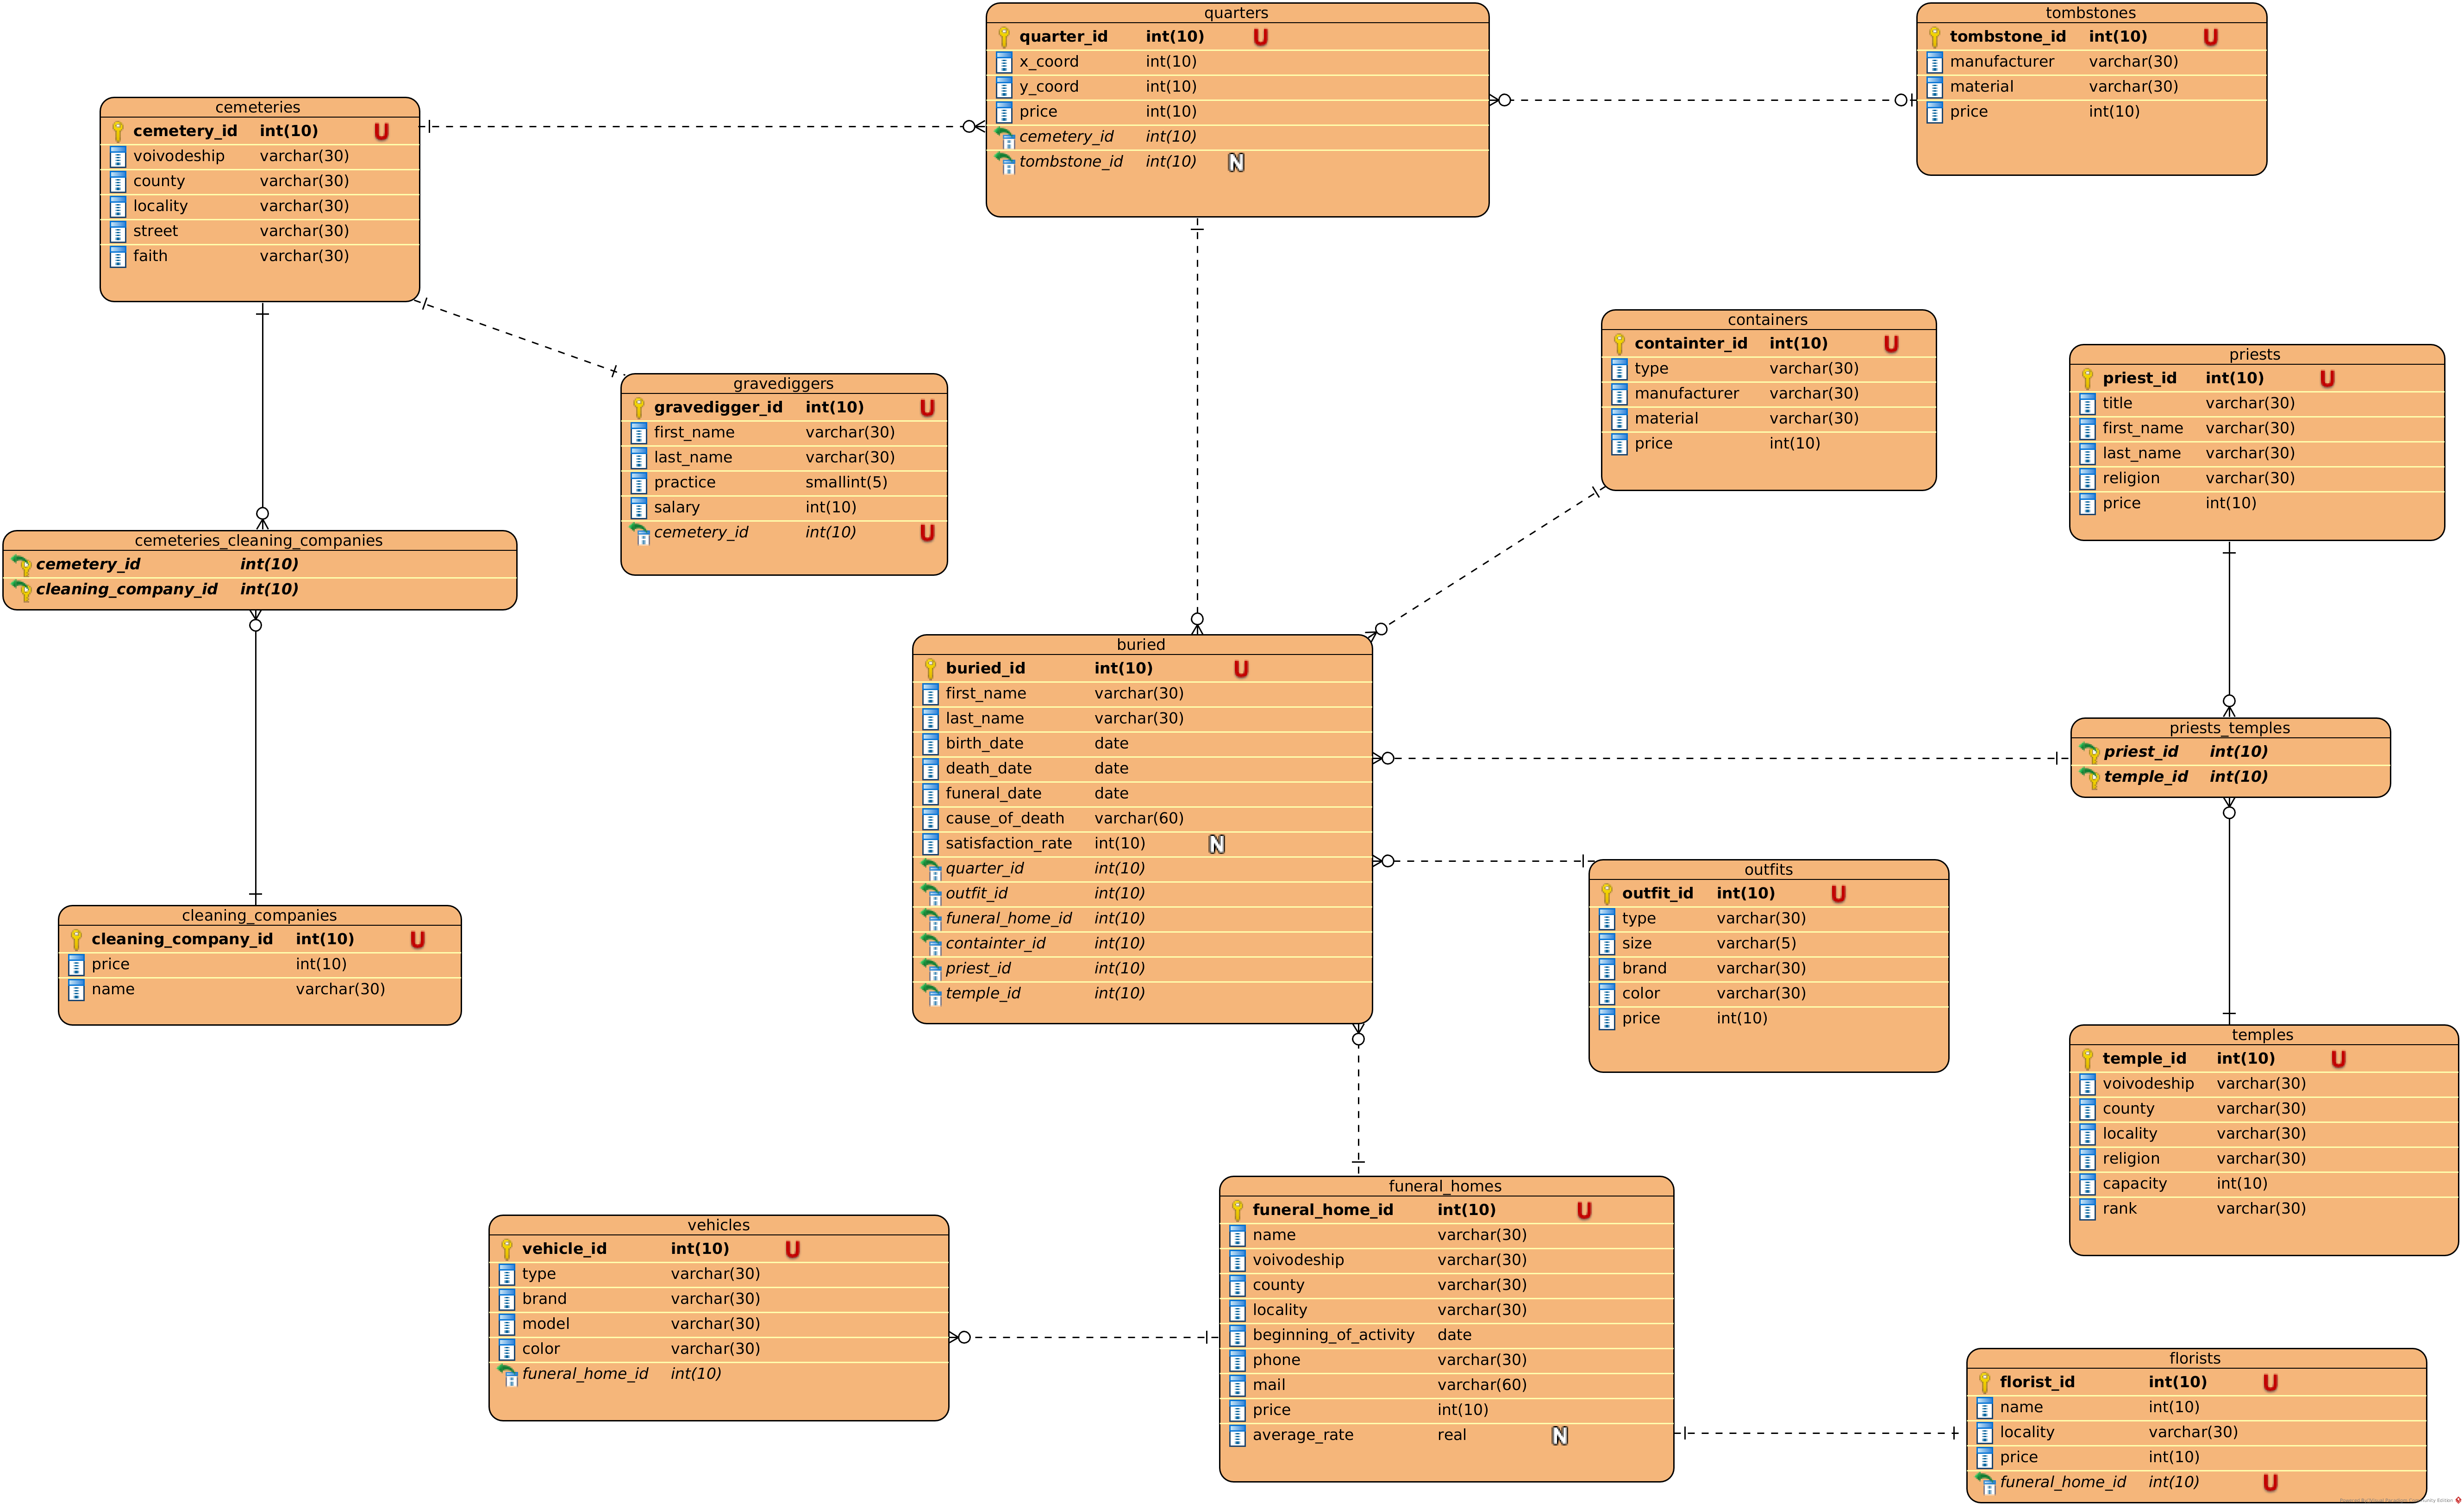 quarters
quarter_id int(10) U
x_coord int(10)
y_coord int(10)
price int(10)
cemetery_id int(10)
tombstone_id int(10) N
tombstones
tombstone_id int(10) U
manufacturer varchar(30)
material varchar(30)
price int(10)
cemeteries
cemetery_id int(10) U
voivodeship varchar(30)
county varchar(30)
locality varchar(30)
street varchar(30)
faith varchar(30)
gravediggers
gravedigger_id int(10) U
first_name varchar(30)
last_name varchar(30)
practice smallint(5)
salary int(10)
cemetery_id int(10) U
containers
containter_id int(10) U
type varchar(30)
manufacturer varchar(30)
material varchar(30)
price int(10)
priests
priest_id int(10) U
title varchar(30)
first_name varchar(30)
last_name varchar(30)
religion varchar(30)
price int(10)
cemeteries_cleaning_companies
cemetery_id int(10)
cleaning_company_id int(10)
buried
buried_id int(10) U
first_name varchar(30)
last_name varchar(30)
birth_date date
death_date date
funeral_date date
cause_of_death varchar(60)
satisfaction_rate int(10) N
quarter_id int(10)
outfit_id int(10)
funeral_home_id int(10)
containter_id int(10)
priest_id int(10)
temple_id int(10)
priests_temples
priest_id int(10)
temple_id int(10)
outfits
outfit_id int(10) U
type varchar(30)
size varchar(5)
brand varchar(30)
color varchar(30)
price int(10)
cleaning_companies
cleaning_company_id int(10) U
price int(10)
name varchar(30)
temples
temple_id int(10) U
voivodeship varchar(30)
county varchar(30)
locality varchar(30)
religion varchar(30)
capacity int(10)
rank varchar(30)
vehicles
vehicle_id int(10) U
type varchar(30)
brand varchar(30)
model varchar(30)
color varchar(30)
funeral_home_id int(10)
funeral_homes
funeral_home_id int(10) U
name varchar(30)
voivodeship varchar(30)
county varchar(30)
locality varchar(30)
beginning_of_activity date
phone varchar(30)
mail varchar(60)
price int(10)
average_rate real N
florists
florist_id int(10) U
name int(10)
locality varchar(30)
price int(10)
funeral_home_id int(10) U